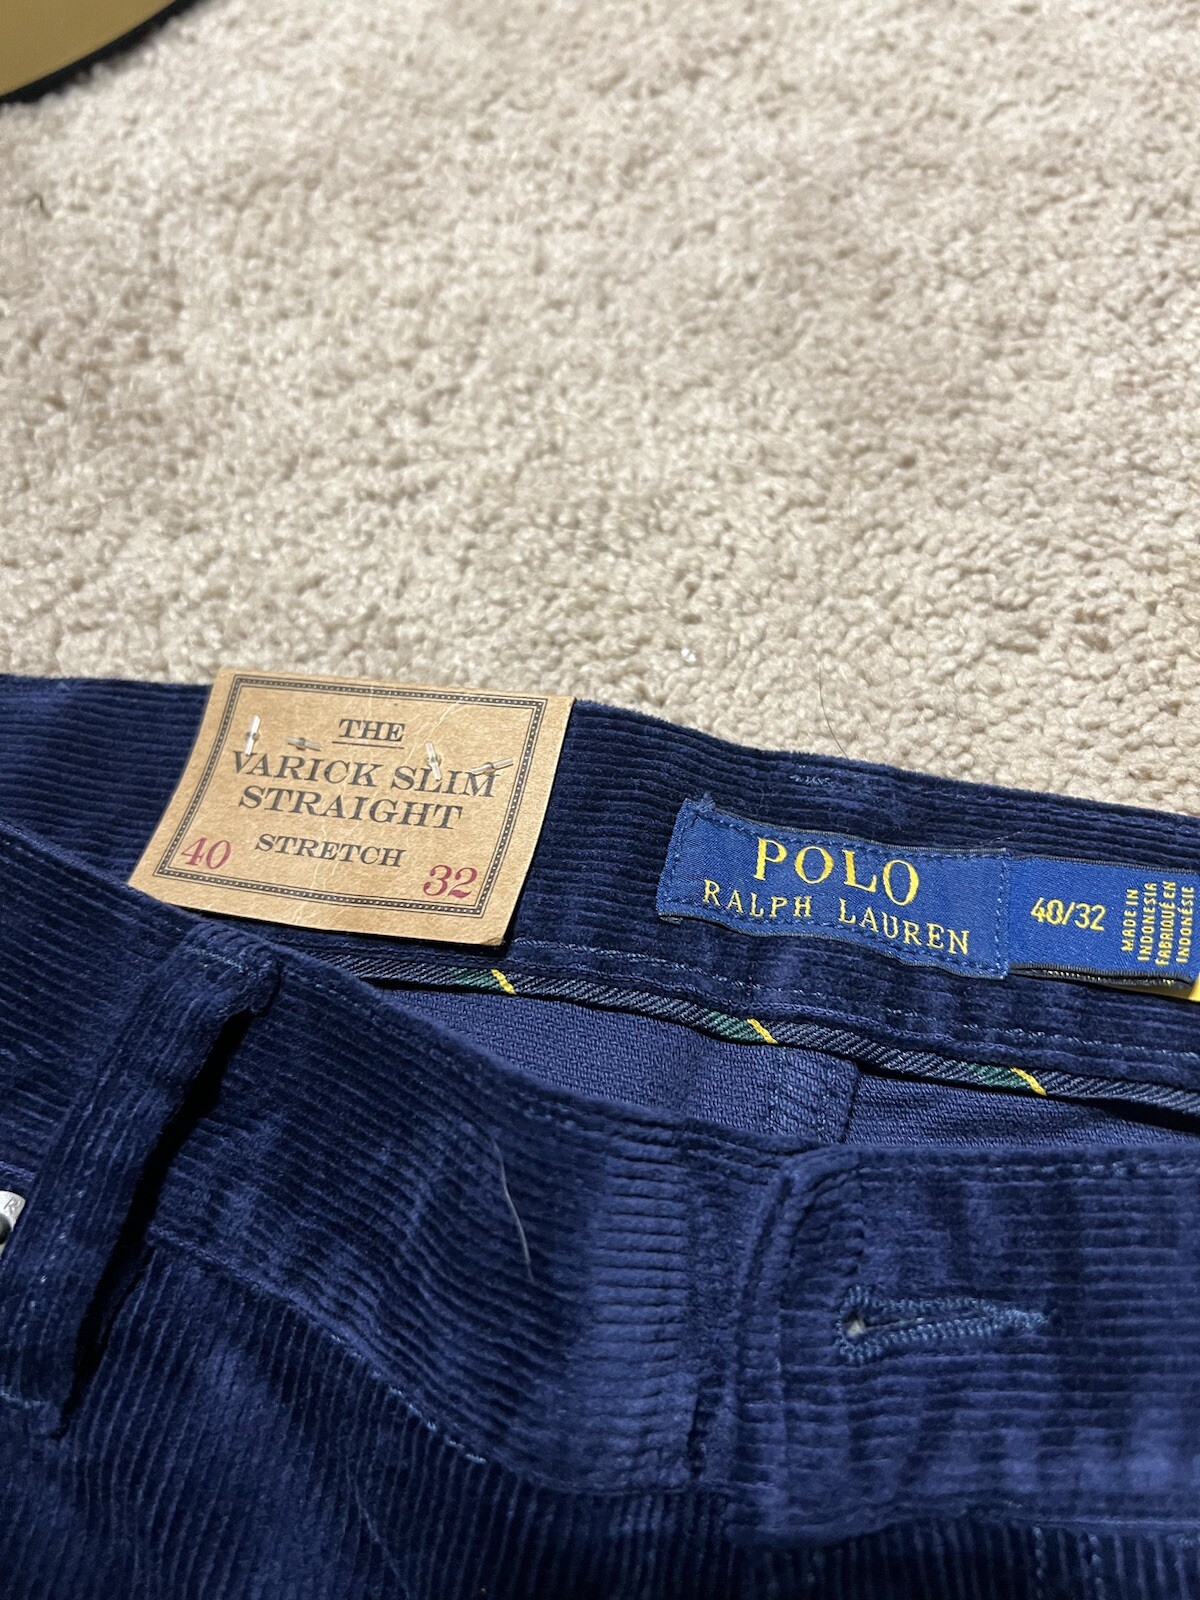 THE
VARICK SLIM
STRAIGHT
STRETCH
40
32
POLO
RALPH LAUREN
40/32
MADE IN
INDONESIA
FABRIQUÉ EN
INDONÉSIE
R